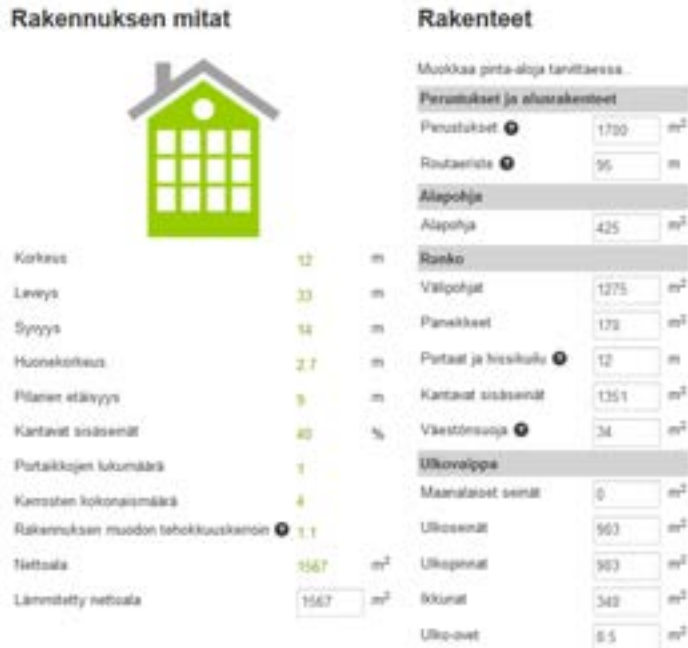 Rakennuksen mitat
Korkeus 12 m
Leveys 33 m
Syvyys 14 m
Huonekorkeus 2.7 m
Pilarien etäisyys 9 m
Kantavat sisäseinät 40 %
Portaikkojen lukumäärä 1
Kerrosten kokonaismäärä 4
Rakennuksen muodon tehokkuuskerroin ? 1.1
Nettoala 1567 m²
Lämmitetty nettoala 1567 m²
Rakenteet
Muokkaa pinta-aloja tarvittaessa.
Perustukset ja alusrakenteet
Perustukset ? 1700 m²
Routaeriste ? 95 m
Alapohja
Alapohja 425 m²
Runko
Välipohjat 1275 m²
Parvekkeet 170 m²
Portaat ja hissikuilu ? 12 m
Kantavat sisäseinät 1351 m²
Väestönsuoja ? 34 m²
Ulkovaippa
Maanalaiset seinät 0 m²
Ulkoseinät m²
Ulkopinnat m²
Ikkunat 340 m²
Ulko-ovet 8.5 m²